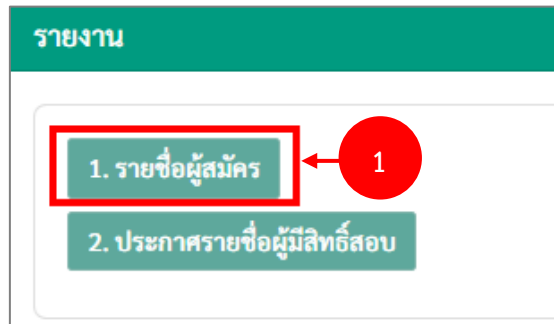 รายงาน
1. รายชื่อผู้สมัคร
1
2. ประกาศรายชื่อผู้มีสิทธิ์สอบ